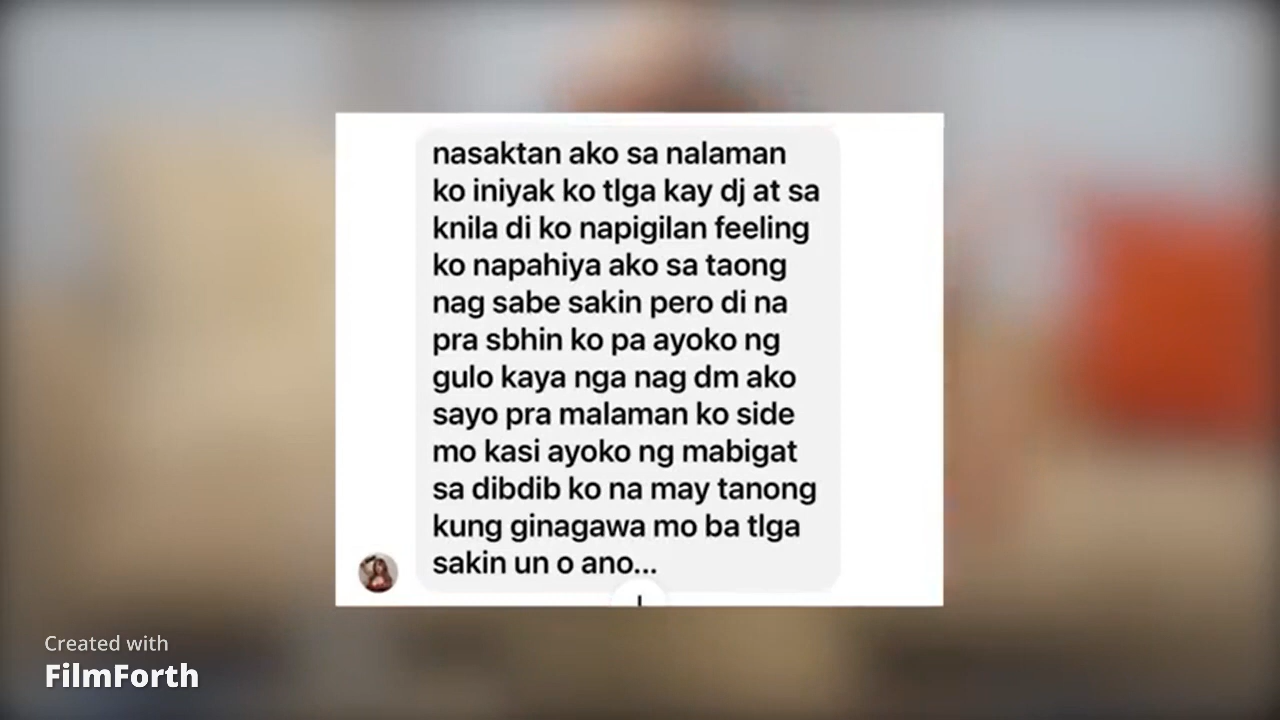 nasaktan ako sa nalaman
ko iniyak ko tlga kay dj at sa
knila di ko napigilan feeling
ko napahiya ako sa taong
nag sabe sakin pero di na
pra sbhin ko pa ayoko ng
gulo kaya nga nag dm ako
sayo pra malaman ko side
mo kasi ayoko ng mabigat
sa dibdib ko na may tanong
kung ginagawa mo ba tlga
sakin un o ano...
Created with
FilmForth